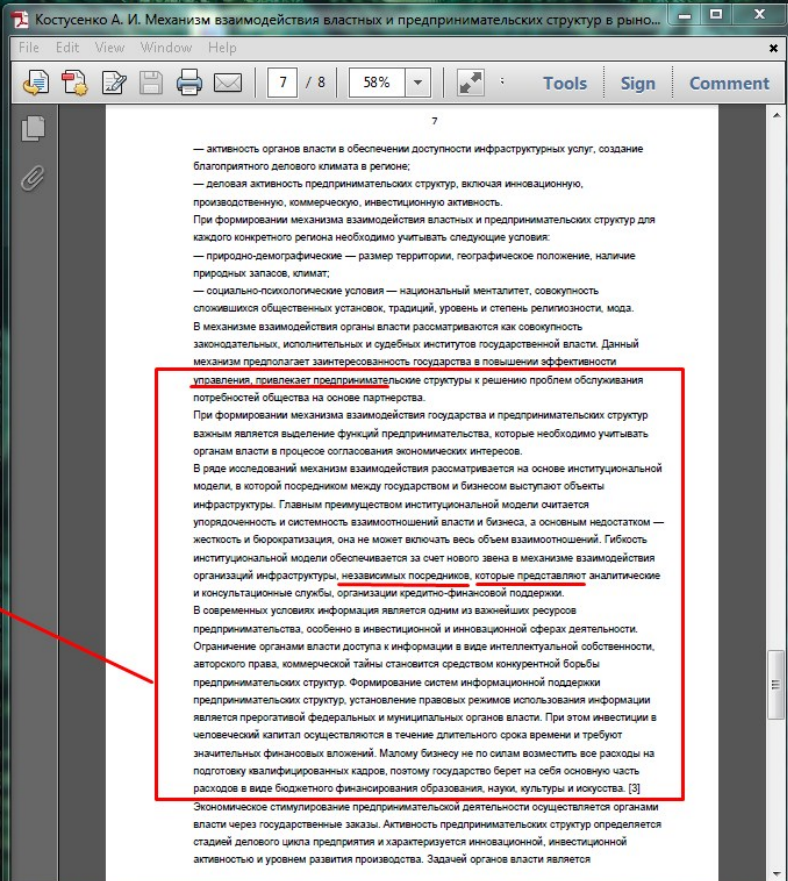 Костусенко А. И. Механизм взаимодействия властных и предпринимательских структур в рыно...
File Edit View Window Help
7 / 8 58% Tools Sign Comment
7
— активность органов власти в обеспечении доступности инфраструктурных услуг, создание
благоприятного делового климата в регионе;
— деловая активность предпринимательских структур, включая инновационную,
производственную, коммерческую, инвестиционную активность.
При формировании механизма взаимодействия властных и предпринимательских структур для
каждого конкретного региона необходимо учитывать следующие условия:
— природно-демографические — размер территории, географическое положение, наличие
природных запасов, климат;
— социально-психологические условия — национальный менталитет, совокупность
сложившихся общественных установок, традиций, уровень и степень религиозности, мода.
В механизме взаимодействия органы власти рассматриваются как совокупность
законодательных, исполнительных и судебных институтов государственной власти. Данный
механизм предполагает заинтересованность государства в повышении эффективности
управления, привлекает предпринимательские структуры к решению проблем обслуживания
потребностей общества на основе партнерства.
При формировании механизма взаимодействия государства и предпринимательских структур
важным является выделение функций предпринимательства, которые необходимо учитывать
органам власти в процессе согласования экономических интересов.
В ряде исследований механизм взаимодействия рассматривается на основе институциональной
модели, в которой посредником между государством и бизнесом выступают объекты
инфраструктуры. Главным преимуществом институциональной модели считается
упорядоченность и системность взаимоотношений власти и бизнеса, а основным недостатком —
жесткость и бюрократизация, она не может включать весь объем взаимоотношений. Гибкость
институциональной модели обеспечивается за счет нового звена в механизме взаимодействия
организаций инфраструктуры, независимых посредников, которые представляют аналитические
и консультационные службы, организации кредитно-финансовой поддержки.
В современных условиях информация является одним из важнейших ресурсов
предпринимательства, особенно в инвестиционной и инновационной сферах деятельности.
Ограничение органами власти доступа к информации в виде интеллектуальной собственности,
авторского права, коммерческой тайны становится средством конкурентной борьбы
предпринимательских структур. Формирование систем информационной поддержки
предпринимательских структур, установление правовых режимов использования информации
является прерогативой федеральных и муниципальных органов власти. При этом инвестиции в
человеческий капитал осуществляются в течение длительного срока времени и требуют
значительных финансовых вложений. Малому бизнесу не по силам возместить все расходы на
подготовку квалифицированных кадров, поэтому государство берет на себя основную часть
расходов в виде бюджетного финансирования образования, науки, культуры и искусства. [3]
Экономическое стимулирование предпринимательской деятельности осуществляется органами
власти через государственные заказы. Активность предпринимательских структур определяется
стадией делового цикла предприятия и характеризуется инновационной, инвестиционной
активностью и уровнем развития производства. Задачей органов власти является